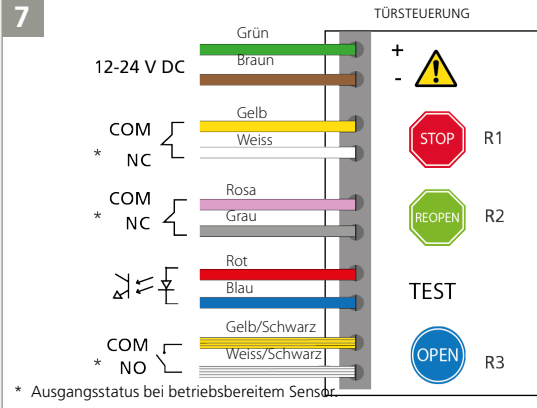 7
TÜRSTEUERUNG
12-24 V DC
Grün
Braun
+
-
COM
* NC
Gelb
Weiss
STOP
R1
COM
* NC
Rosa
Grau
REOPEN
R2
Rot
Blau
TEST
COM
* NO
Gelb/Schwarz
Weiss/Schwarz
OPEN
R3
* Ausgangsstatus bei betriebsbereitem Sensor.